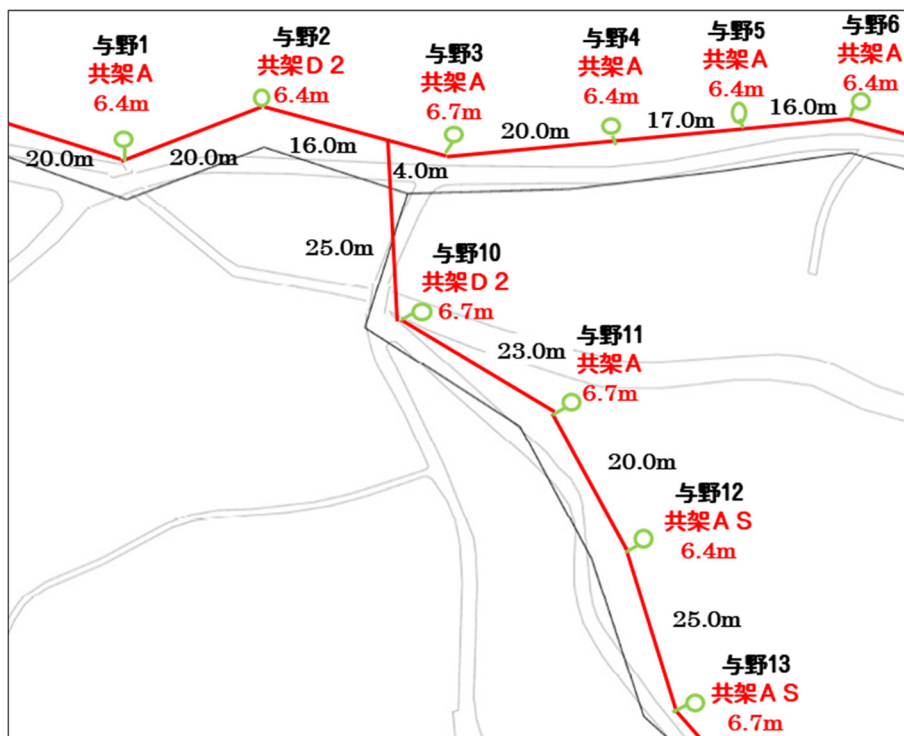 与野1
共架A
6.4m
与野2
共架D2
6.4m
与野3
共架A
6.7m
与野4
共架A
6.4m
与野5
共架A
6.4m
与野6
共架A
6.4m
20.0m
20.0m
16.0m
4.0m
20.0m
17.0m
16.0m
25.0m
与野10
共架D2
6.7m
23.0m
与野11
共架A
6.7m
20.0m
与野12
共架AS
6.4m
25.0m
与野13
共架AS
6.7m